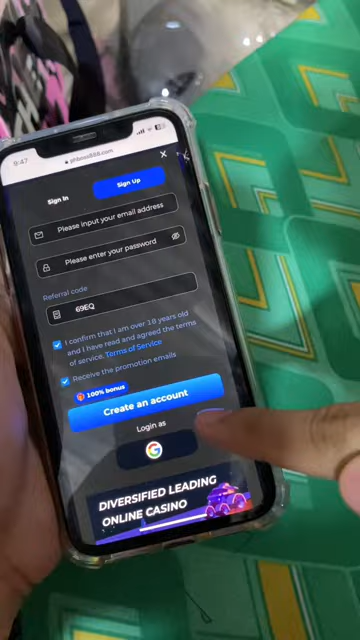 9:47
phboss888.com
Sign In
Sign Up
Please input your email address
Please enter your password
Referral code
69EQ
I confirm that I am over 18 years old
and I have read and agreed the terms
of service. Terms of Service
Receive the promotion emails
100% bonus
Create an account
Login as
G
DIVERSIFIED LEADING
ONLINE CASINO